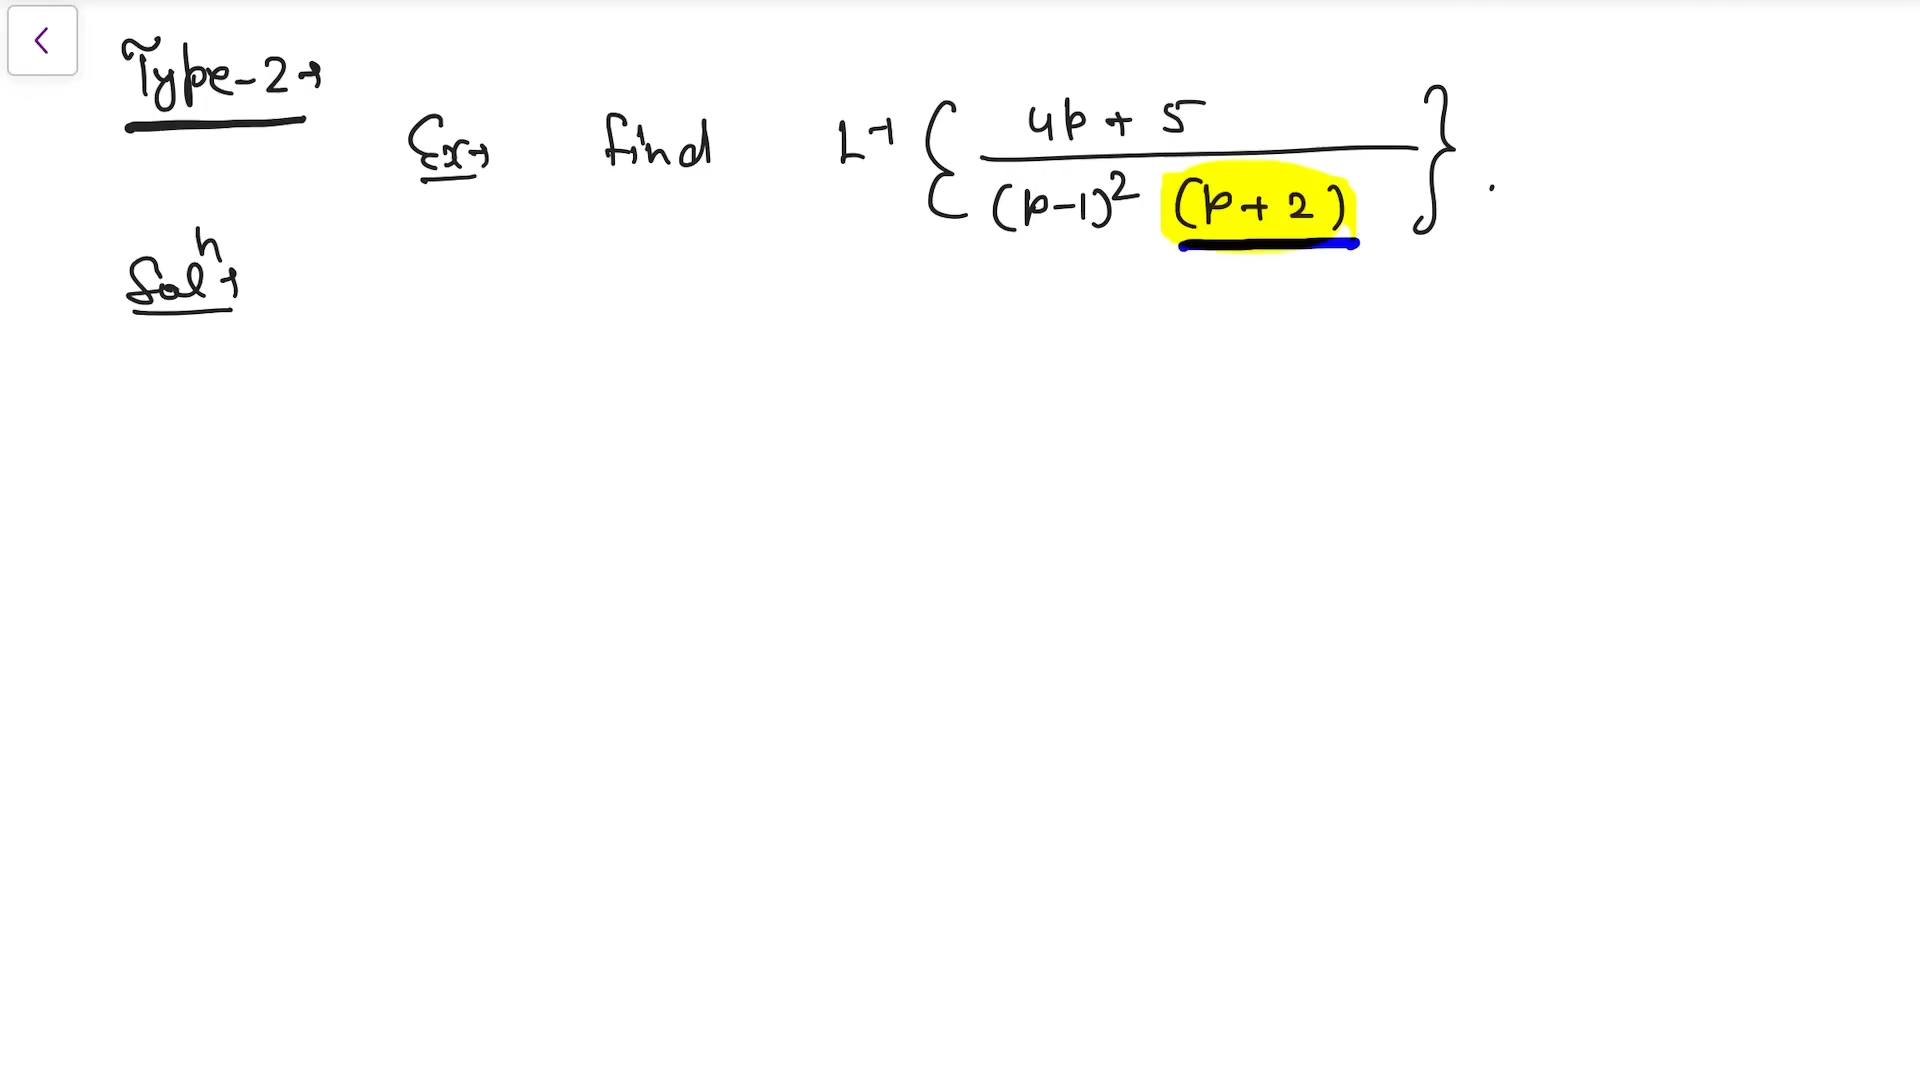 Type-2→
Ex→ find L⁻¹ { 4p + 5 / (p-1)² (p+2) } .
Solⁿ→